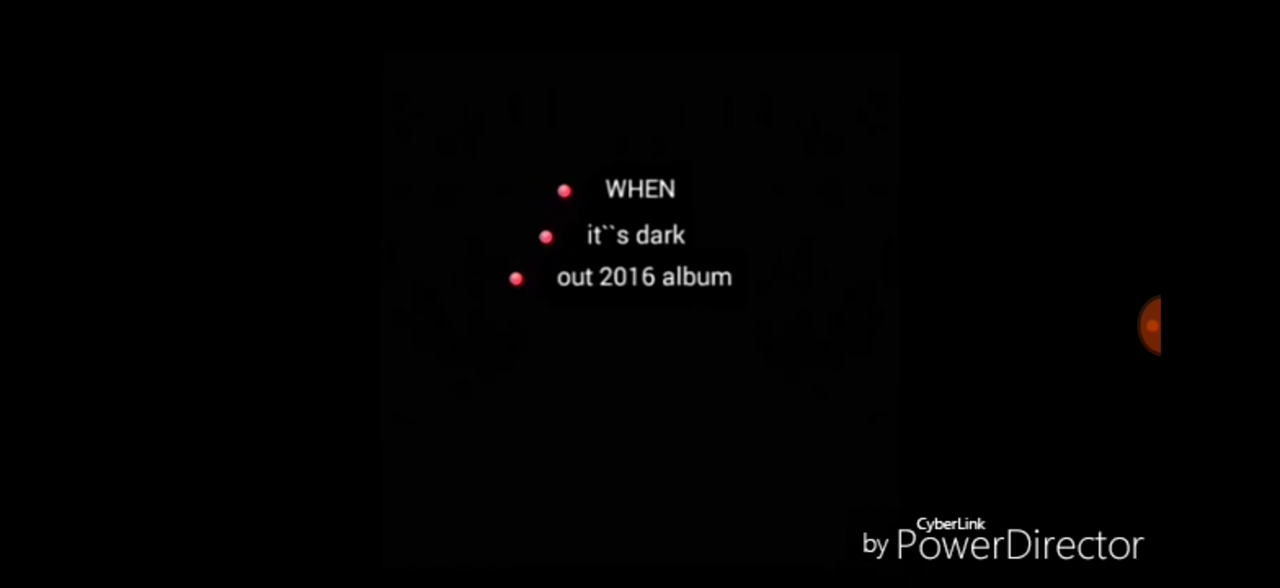 WHEN
it``s dark
out 2016 album
CyberLink
by PowerDirector